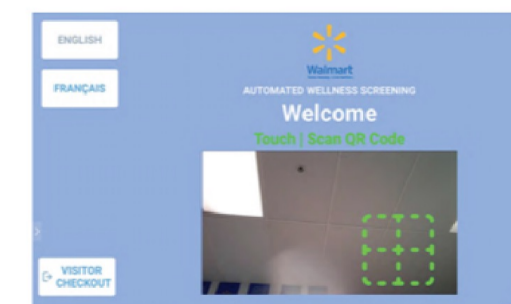 ENGLISH
FRANÇAIS
Walmart
AUTOMATED WELLNESS SCREENING
Welcome
Touch | Scan QR Code
VISITOR
CHECKOUT